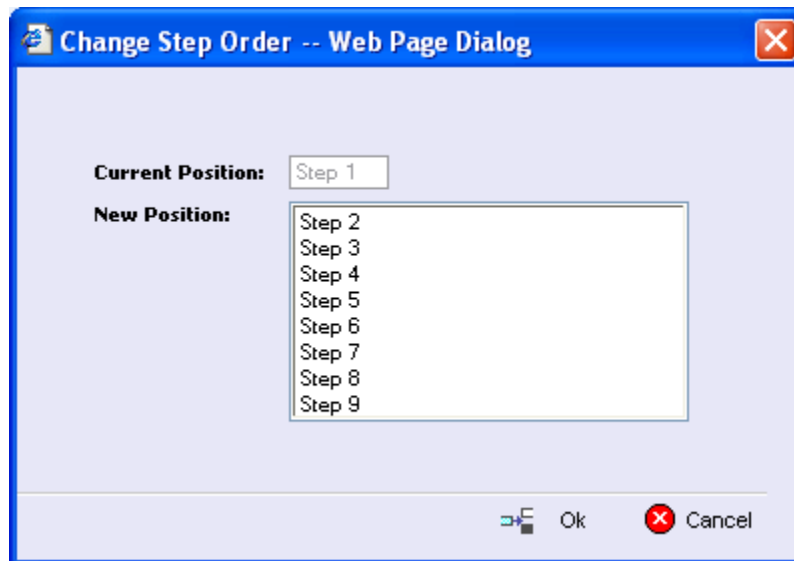 Change Step Order -- Web Page Dialog
Current Position: Step 1
New Position:
Step 2
Step 3
Step 4
Step 5
Step 6
Step 7
Step 8
Step 9
Ok Cancel